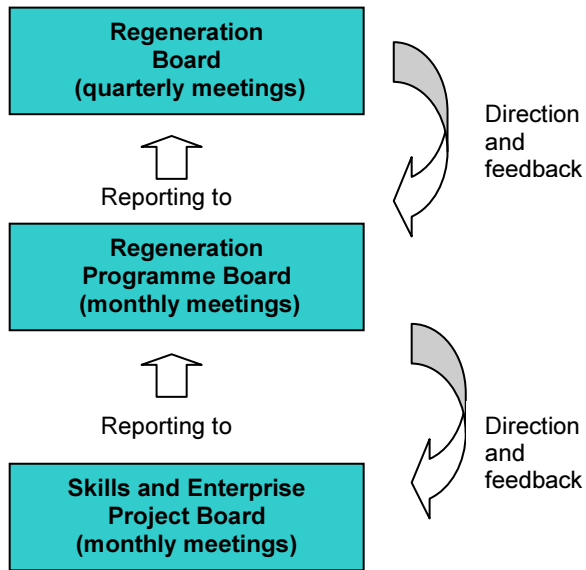 Regeneration
Board
(quarterly meetings)
Direction
and
feedback
Reporting to
Regeneration
Programme Board
(monthly meetings)
Reporting to
Direction
and
feedback
Skills and Enterprise
Project Board
(monthly meetings)